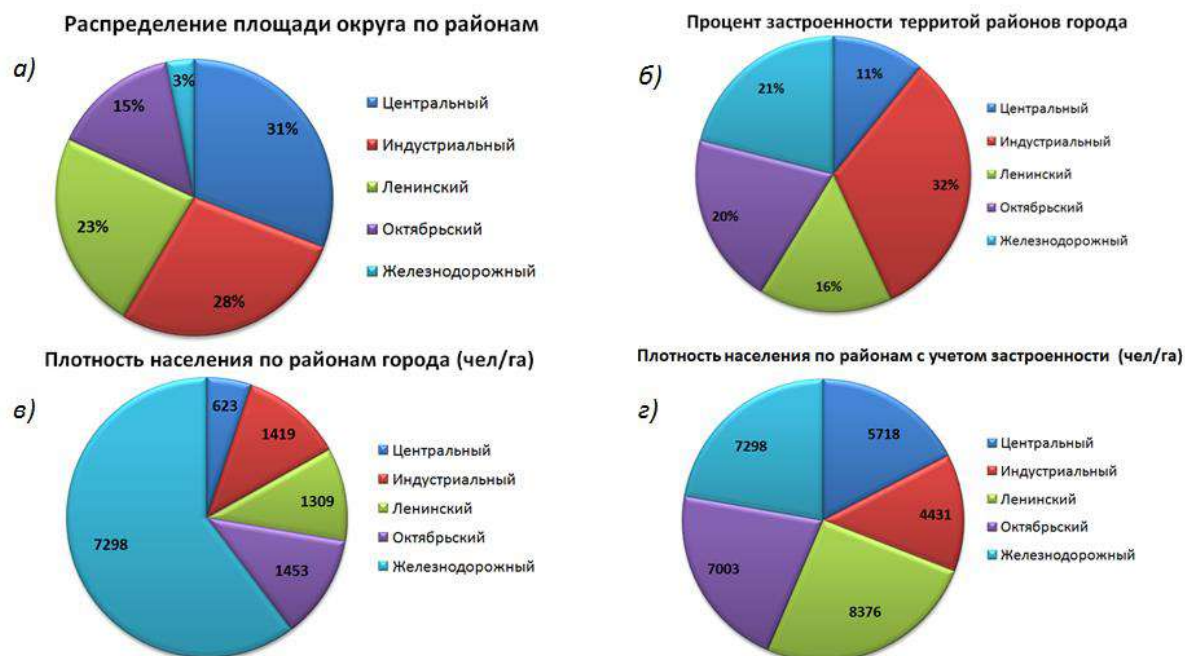 Распределение площади округа по районам
а)
3%
15%
31%
23%
28%
Центральный
Индустриальный
Ленинский
Октябрьский
Железнодорожный
Процент застроенности территой районов города
б)
11%
21%
32%
20%
16%
Центральный
Индустриальный
Ленинский
Октябрьский
Железнодорожный
Плотность населения по районам города (чел/га)
в)
623
1419
1309
7298
1453
Центральный
Индустриальный
Ленинский
Октябрьский
Железнодорожный
Плотность населения по районам с учетом застроенности (чел/га)
г)
7298
5718
4431
7003
8376
Центральный
Индустриальный
Ленинский
Октябрьский
Железнодорожный